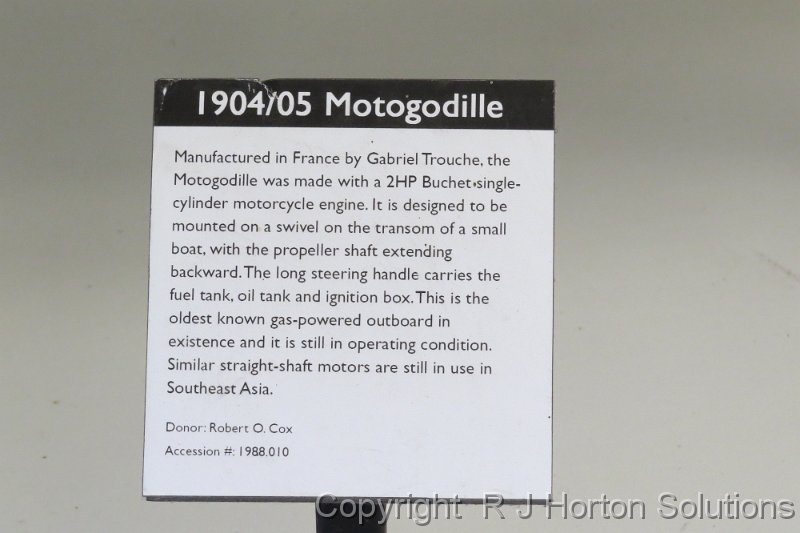 1904/05 Motogodille
Manufactured in France by Gabriel Trouche, the
Motogodille was made with a 2HP Buchet single-
cylinder motorcycle engine. It is designed to be
mounted on a swivel on the transom of a small
boat, with the propeller shaft extending
backward. The long steering handle carries the
fuel tank, oil tank and ignition box. This is the
oldest known gas-powered outboard in
existence and it is still in operating condition.
Similar straight-shaft motors are still in use in
Southeast Asia.
Donor: Robert O. Cox
Accession #: 1988.010
Copyright R J Horton Solutions